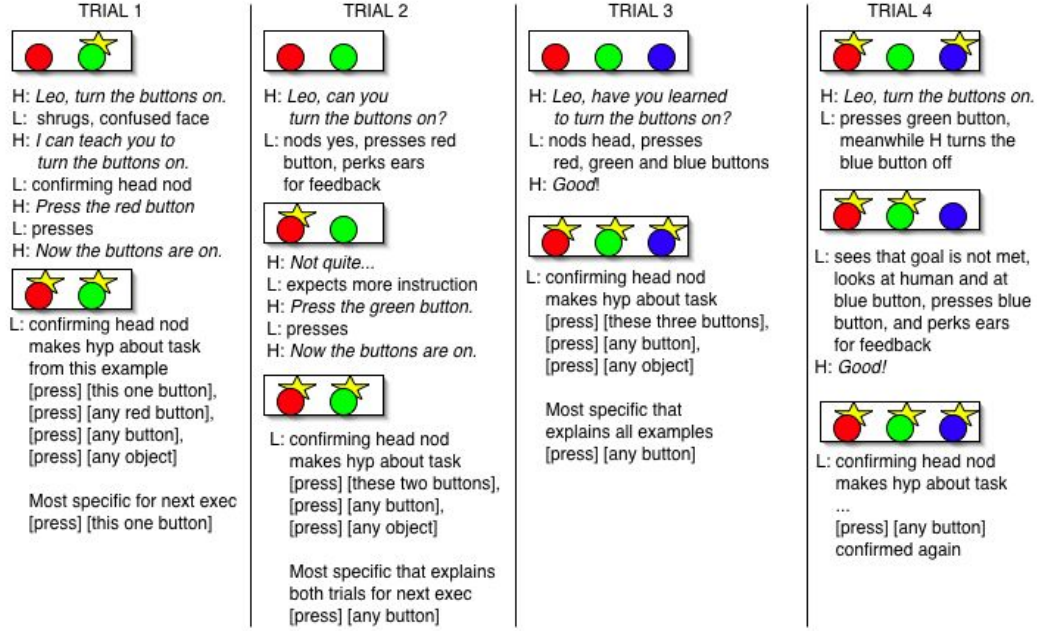 TRIAL 1
H: Leo, turn the buttons on.
L: shrugs, confused face
H: I can teach you to
turn the buttons on.
L: confirming head nod
H: Press the red button
L: presses
H: Now the buttons are on.
L: confirming head nod
makes hyp about task
from this example
[press] [this one button],
[press] [any red button],
[press] [any button],
[press] [any object]
Most specific for next exec
[press] [this one button]
TRIAL 2
H: Leo, can you
turn the buttons on?
L: nods yes, presses red
button, perks ears
for feedback
H: Not quite...
L: expects more instruction
H: Press the green button.
L: presses
H: Now the buttons are on.
L: confirming head nod
makes hyp about task
[press] [these two buttons],
[press] [any button],
[press] [any object]
Most specific that explains
both trials for next exec
[press] [any button]
TRIAL 3
H: Leo, have you learned
to turn the buttons on?
L: nods head, presses
red, green and blue buttons
H: Good!
L: confirming head nod
makes hyp about task
[press] [these three buttons],
[press] [any button],
[press] [any object]
Most specific that
explains all examples
[press] [any button]
TRIAL 4
H: Leo, turn the buttons on.
L: presses green button,
meanwhile H turns the
blue button off
L: sees that goal is not met,
looks at human and at
blue button, presses blue
button, and perks ears
for feedback
H: Good!
L: confirming head nod
makes hyp about task
...
[press] [any button]
confirmed again